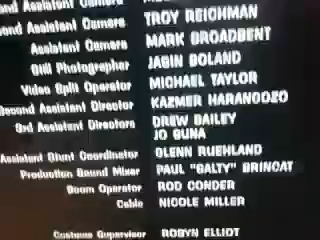 Second Assistant Camera TROY REICHMAN
Assistant Camera MARK BROADBENT
Still Photographer JASIN BOLAND
Video Split Operator MICHAEL TAYLOR
Second Assistant Director KAZMER HARANGOZO
3rd Assistant Directors DREW BAILEY
JO GUNA
Assistant Stunt Coordinator GLENN RUEHLAND
Production Sound Mixer PAUL "SALTY" BRINCAT
Boom Operator ROD CONDER
Cable NICOLE MILLER
Costume Supervisor ROBYN ELLIOT